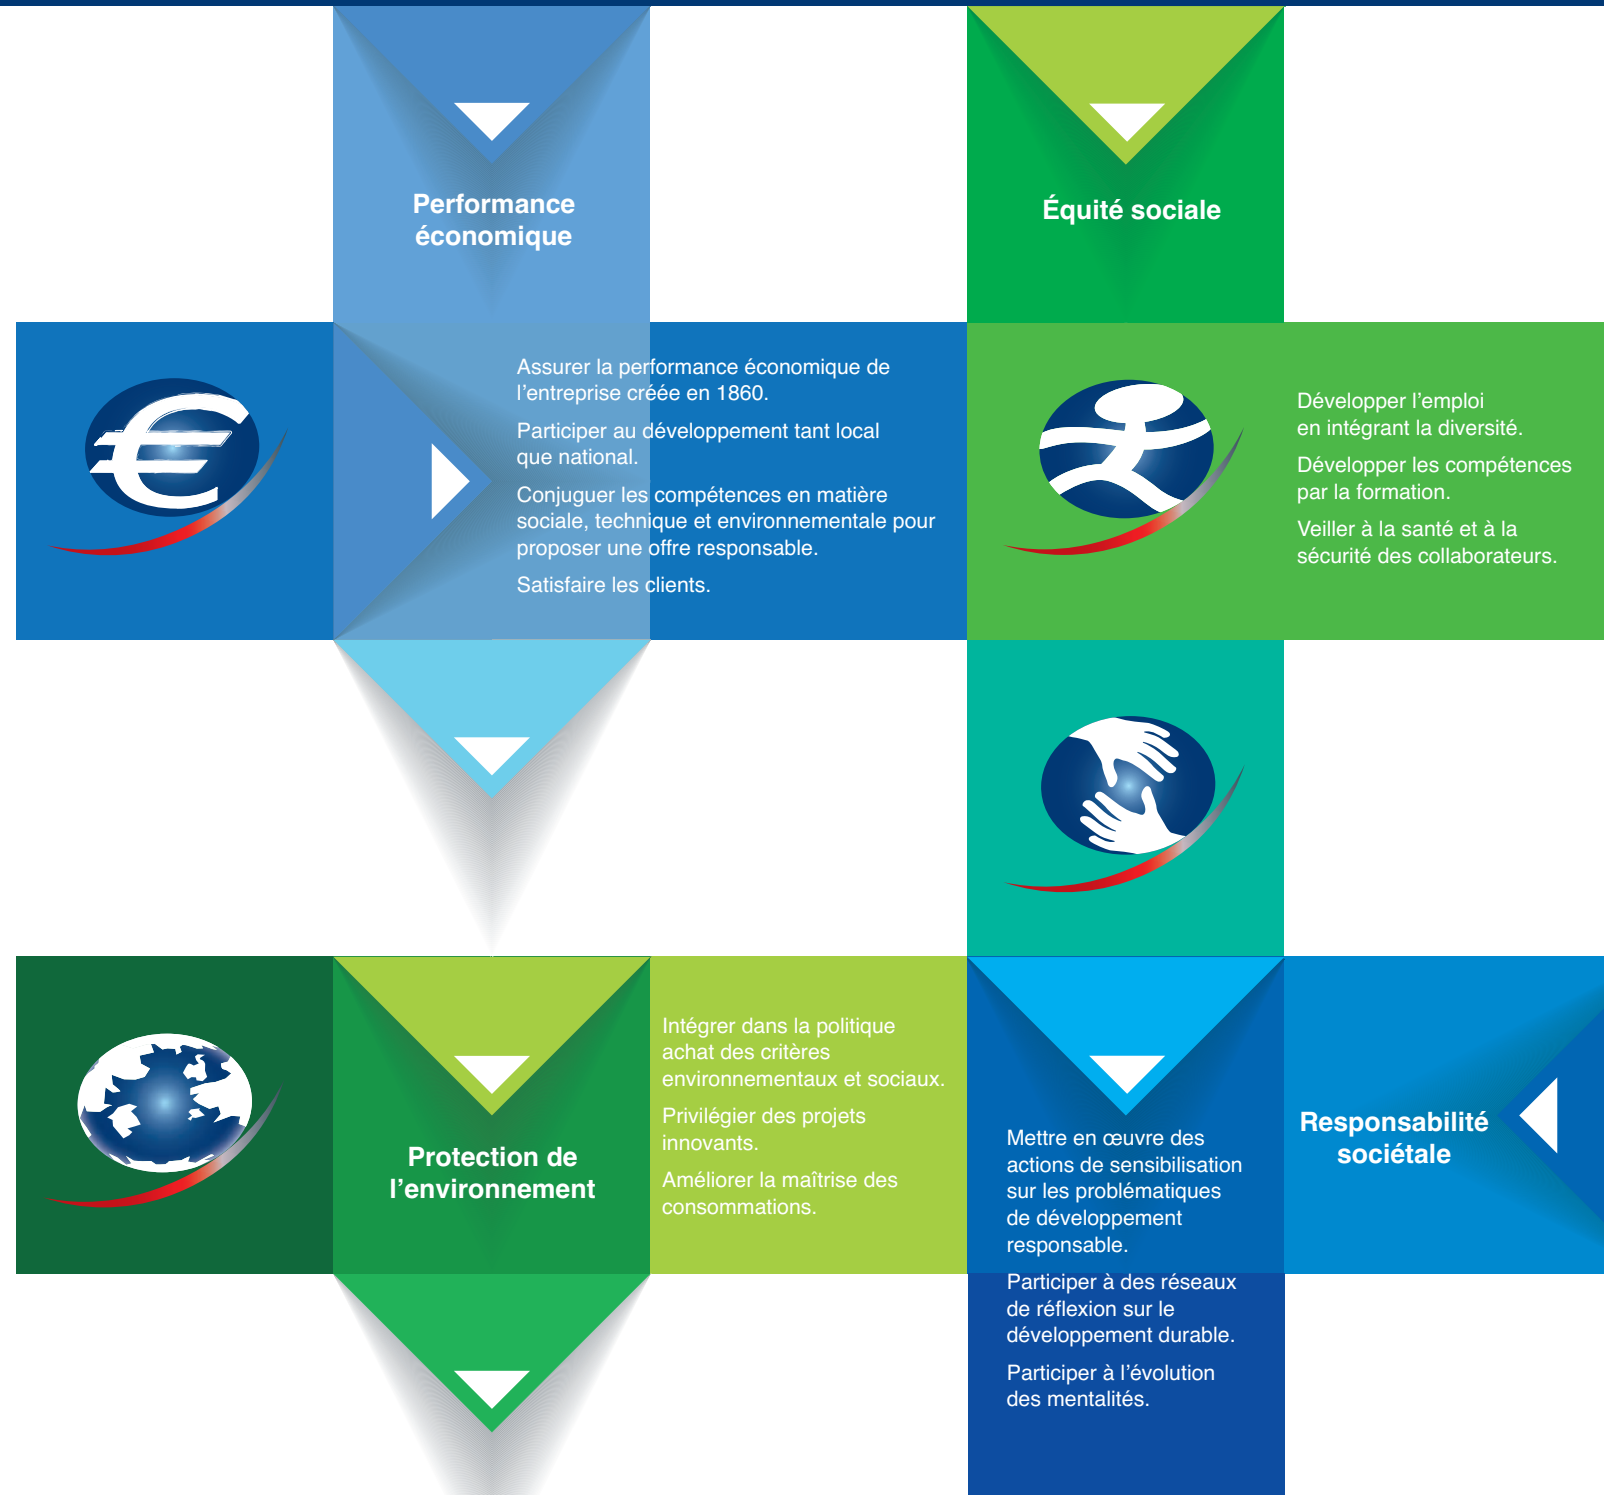 Performance
économique
Équité sociale
Assurer la performance économique de
l’entreprise créée en 1860.
Participer au développement tant local
que national.
Conjuguer les compétences en matière
sociale, technique et environnementale pour
proposer une offre responsable.
Satisfaire les clients.
Développer l’emploi
en intégrant la diversité.
Développer les compétences
par la formation.
Veiller à la santé et à la
sécurité des collaborateurs.
Protection de
l’environnement
Intégrer dans la politique
achat des critères
environnementaux et sociaux.
Privilégier des projets
innovants.
Améliorer la maîtrise des
consommations.
Mettre en œuvre des
actions de sensibilisation
sur les problématiques
de développement
responsable.
Participer à des réseaux
de réflexion sur le
développement durable.
Participer à l’évolution
des mentalités.
Responsabilité
sociétale